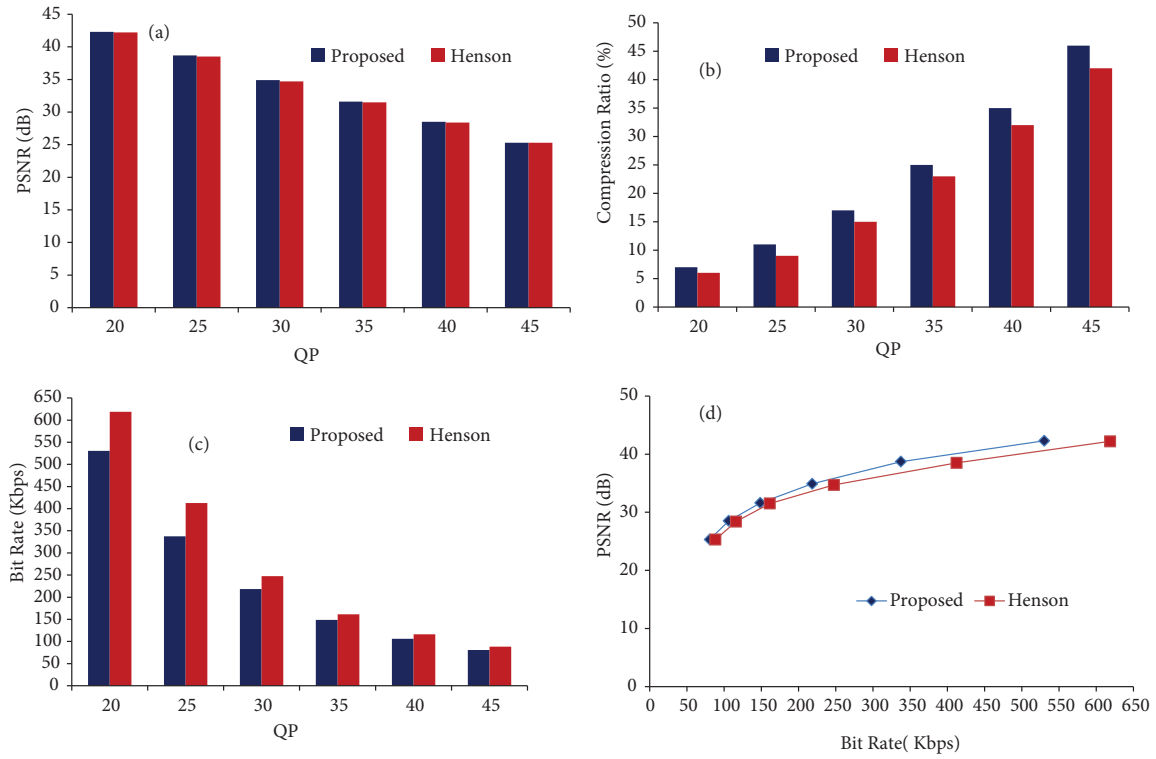 (a)
Proposed Henson
PSNR (dB)
45
40
35
30
25
20
15
10
45
0
20 25 30 35 40 45
QP
(b)
Proposed Henson
Compression Ratio (%)
50
45
40
35
30
25
20
15
10
5
0
20 25 30 35 40 45
QP
(c)
Proposed Henson
Bit Rate (Kbps)
650
600
550
500
450
400
350
300
250
200
150
100
50
0
20 25 30 35 40 45
QP
(d)
Proposed Henson
PSNR (dB)
50
40
30
20
10
0
0 50 100 150 200 250 300 350 400 450 500 550 600 650
Bit Rate( Kbps)